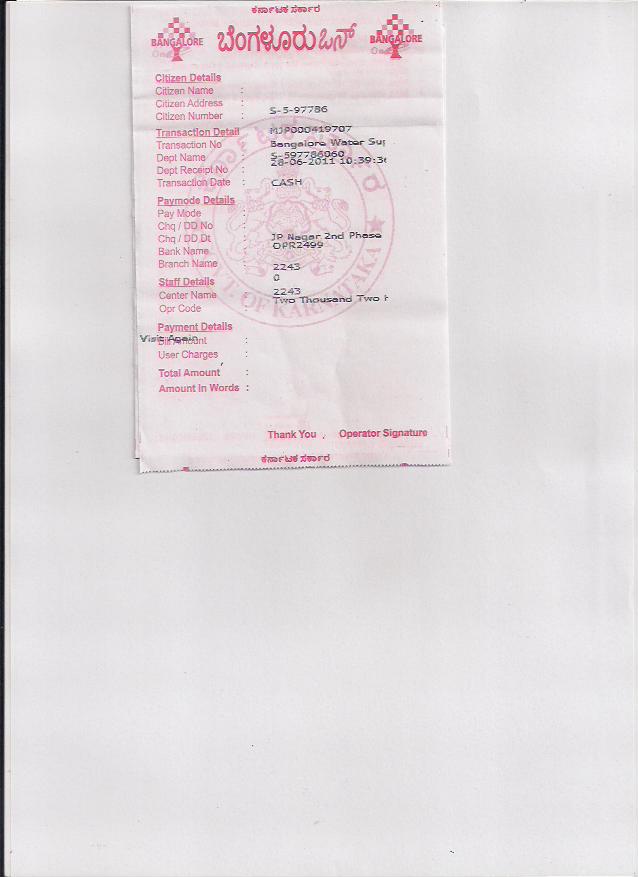 ಕರ್ನಾಟಕ ಸರ್ಕಾರ
BANGALORE One ಬೆಂಗಳೂರು ಒನ್ BANGALORE One
Citizen Details
Citizen Name :
Citizen Address :
Citizen Number : S-5-97786
Transaction Detail MJP000419707
Transaction No : Bangalore Water Sup
Dept Name : S-597786060
Dept Receipt No : 28-06-2011 10:39:3
Transaction Date : CASH
Paymode Details
Pay Mode :
Chq / DD No :
Chq / DD Dt : JP Nagar 2nd Phase
Bank Name : OPR2499
Branch Name : 2243
Staff Details 0
Center Name : 2243
Opr Code : Two Thousand Two
Payment Details
Visit Again
Bill Amount :
User Charges :
Total Amount :
Amount In Words :
GOVT. OF KARNATAKA
Thank You , Operator Signature
ಕರ್ನಾಟಕ ಸರ್ಕಾರ